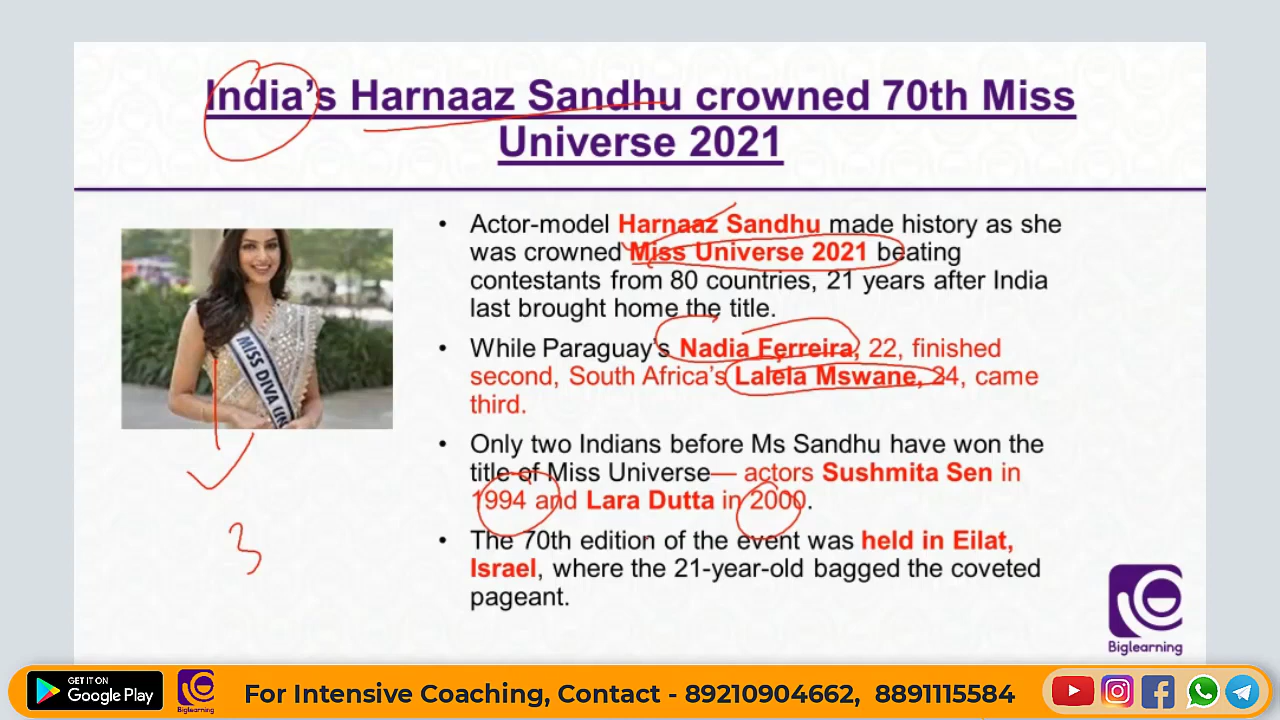 India's Harnaaz Sandhu crowned 70th Miss
Universe 2021
• Actor-model Harnaaz Sandhu made history as she
was crowned Miss Universe 2021 beating
contestants from 80 countries, 21 years after India
last brought home the title.
• While Paraguay's Nadia Ferreira, 22, finished
second, South Africa's Lalela Mswane, 24, came
third.
• Only two Indians before Ms Sandhu have won the
title of Miss Universe— actors Sushmita Sen in
1994 and Lara Dutta in 2000.
• The 70th edition of the event was held in Eilat,
Israel, where the 21-year-old bagged the coveted
pageant.
MISS DIVA UN
3
Biglearning
GET IT ON
Google Play
Biglearning
For Intensive Coaching, Contact - 89210904662, 8891115584